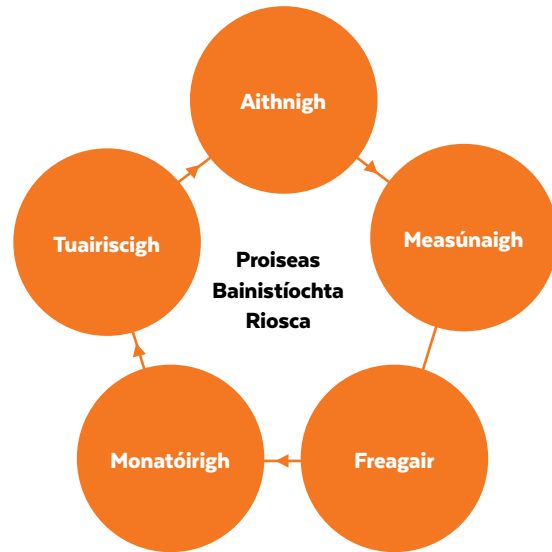 Aithnigh
Measúnaigh
Freagair
Monatóirigh
Tuairiscigh
Proiseas
Bainistíochta
Riosca